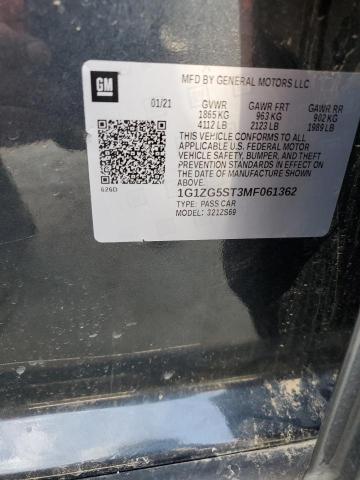 GM
MFD BY GENERAL MOTORS LLC
01/21 GVWR GAWR FRT GAWR RR
1865 KG 963 KG 902 KG
4112 LB 2123 LB 1989 LB
THIS VEHICLE CONFORMS TO ALL
APPLICABLE U.S. FEDERAL MOTOR
VEHICLE SAFETY, BUMPER, AND THEFT
PREVENTION STANDARDS IN EFFECT ON
THE DATE OF MANUFACTURE SHOWN
ABOVE.
1G1ZG5ST3MF061362
TYPE: PASS CAR
MODEL: 321ZS69
626D